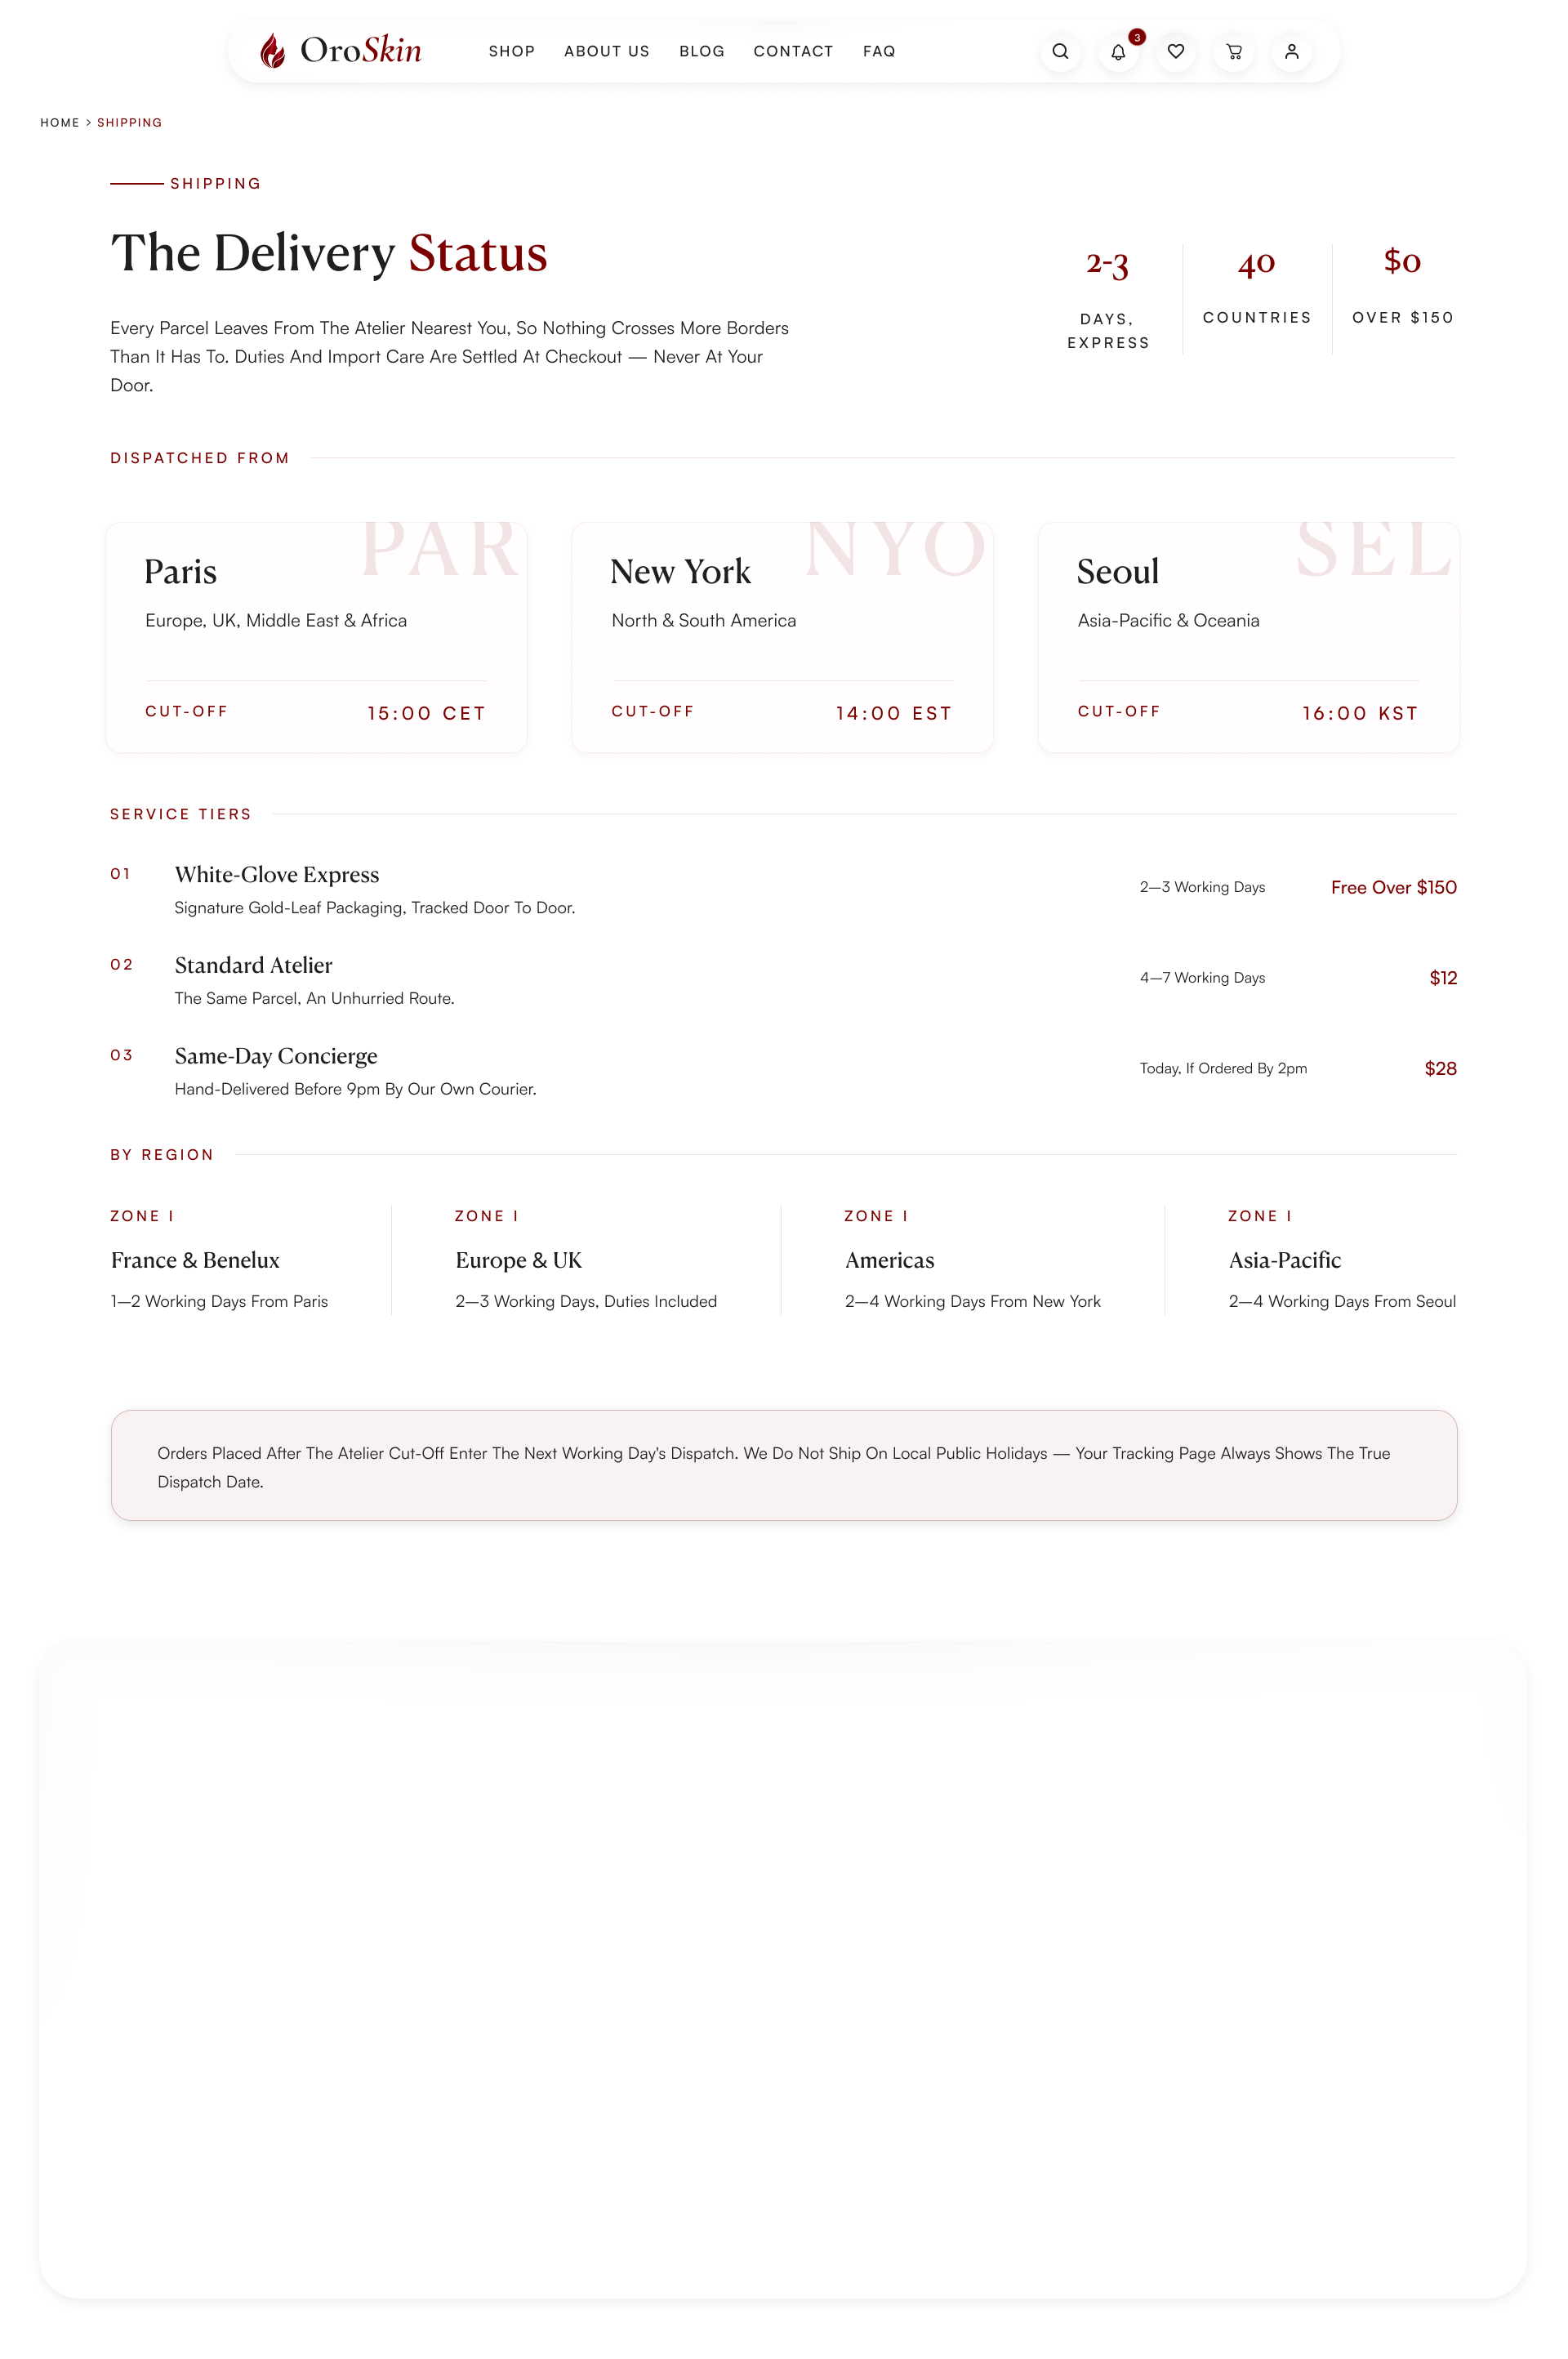 OroSkin
SHOP ABOUT US BLOG CONTACT FAQ
3
HOME > SHIPPING
SHIPPING
The Delivery Status
Every Parcel Leaves From The Atelier Nearest You, So Nothing Crosses More Borders
Than It Has To. Duties And Import Care Are Settled At Checkout — Never At Your
Door.
2-3
DAYS,
EXPRESS
40
COUNTRIES
$0
OVER $150
DISPATCHED FROM
PAR
Paris
Europe, UK, Middle East & Africa
CUT-OFF 15:00 CET
NYO
New York
North & South America
CUT-OFF 14:00 EST
SEL
Seoul
Asia-Pacific & Oceania
CUT-OFF 16:00 KST
SERVICE TIERS
01 White-Glove Express
Signature Gold-Leaf Packaging, Tracked Door To Door.
2–3 Working Days Free Over $150
02 Standard Atelier
The Same Parcel, An Unhurried Route.
4–7 Working Days $12
03 Same-Day Concierge
Hand-Delivered Before 9pm By Our Own Courier.
Today, If Ordered By 2pm $28
BY REGION
ZONE I
France & Benelux
1–2 Working Days From Paris
ZONE I
Europe & UK
2–3 Working Days, Duties Included
ZONE I
Americas
2–4 Working Days From New York
ZONE I
Asia-Pacific
2–4 Working Days From Seoul
Orders Placed After The Atelier Cut-Off Enter The Next Working Day's Dispatch. We Do Not Ship On Local Public Holidays — Your Tracking Page Always Shows The True
Dispatch Date.